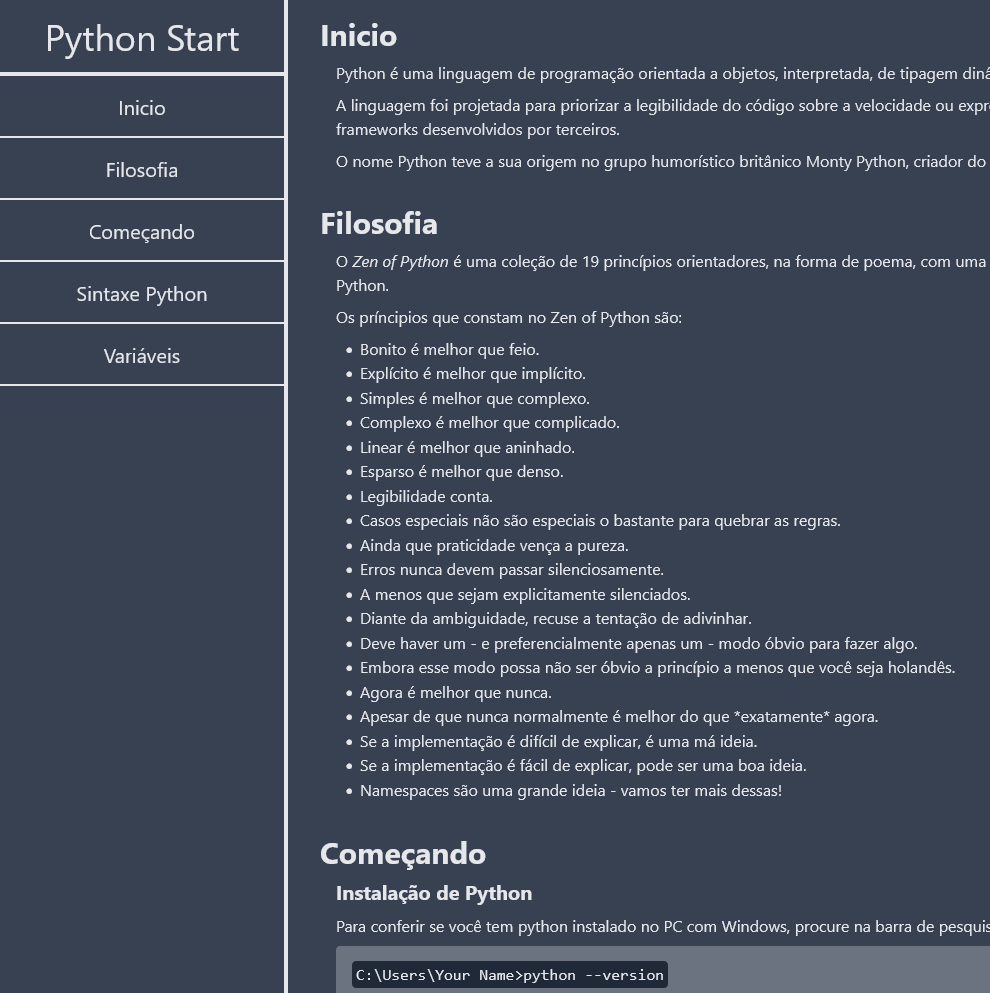 Python Start
Inicio
Filosofia
Começando
Sintaxe Python
Variáveis
Inicio
Python é uma linguagem de programação orientada a objetos, interpretada, de tipagem
A linguagem foi projetada para priorizar a legibilidade do código sobre a velocidade ou
frameworks desenvolvidos por terceiros.
O nome Python teve a sua origem no grupo humorístico britânico Monty Python, criador do
Filosofia
O Zen of Python é uma coleção de 19 princípios orientadores, na forma de poema, com uma
Python.
Os príncipios que constam no Zen of Python são:
• Bonito é melhor que feio.
• Explícito é melhor que implícito.
• Simples é melhor que complexo.
• Complexo é melhor que complicado.
• Linear é melhor que aninhado.
• Esparso é melhor que denso.
• Legibilidade conta.
• Casos especiais não são especiais o bastante para quebrar as regras.
• Ainda que praticidade vença a pureza.
• Erros nunca devem passar silenciosamente.
• A menos que sejam explicitamente silenciados.
• Diante da ambiguidade, recuse a tentação de adivinhar.
• Deve haver um - e preferencialmente apenas um - modo óbvio para fazer algo.
• Embora esse modo possa não ser óbvio a princípio a menos que você seja holandês.
• Agora é melhor que nunca.
• Apesar de que nunca normalmente é melhor do que *exatamente* agora.
• Se a implementação é difícil de explicar, é uma má ideia.
• Se a implementação é fácil de explicar, pode ser uma boa ideia.
• Namespaces são uma grande ideia - vamos ter mais dessas!
Começando
Instalação de Python
Para conferir se você tem python instalado no PC com Windows, procure na barra de
C:\Users\Your Name>python --version